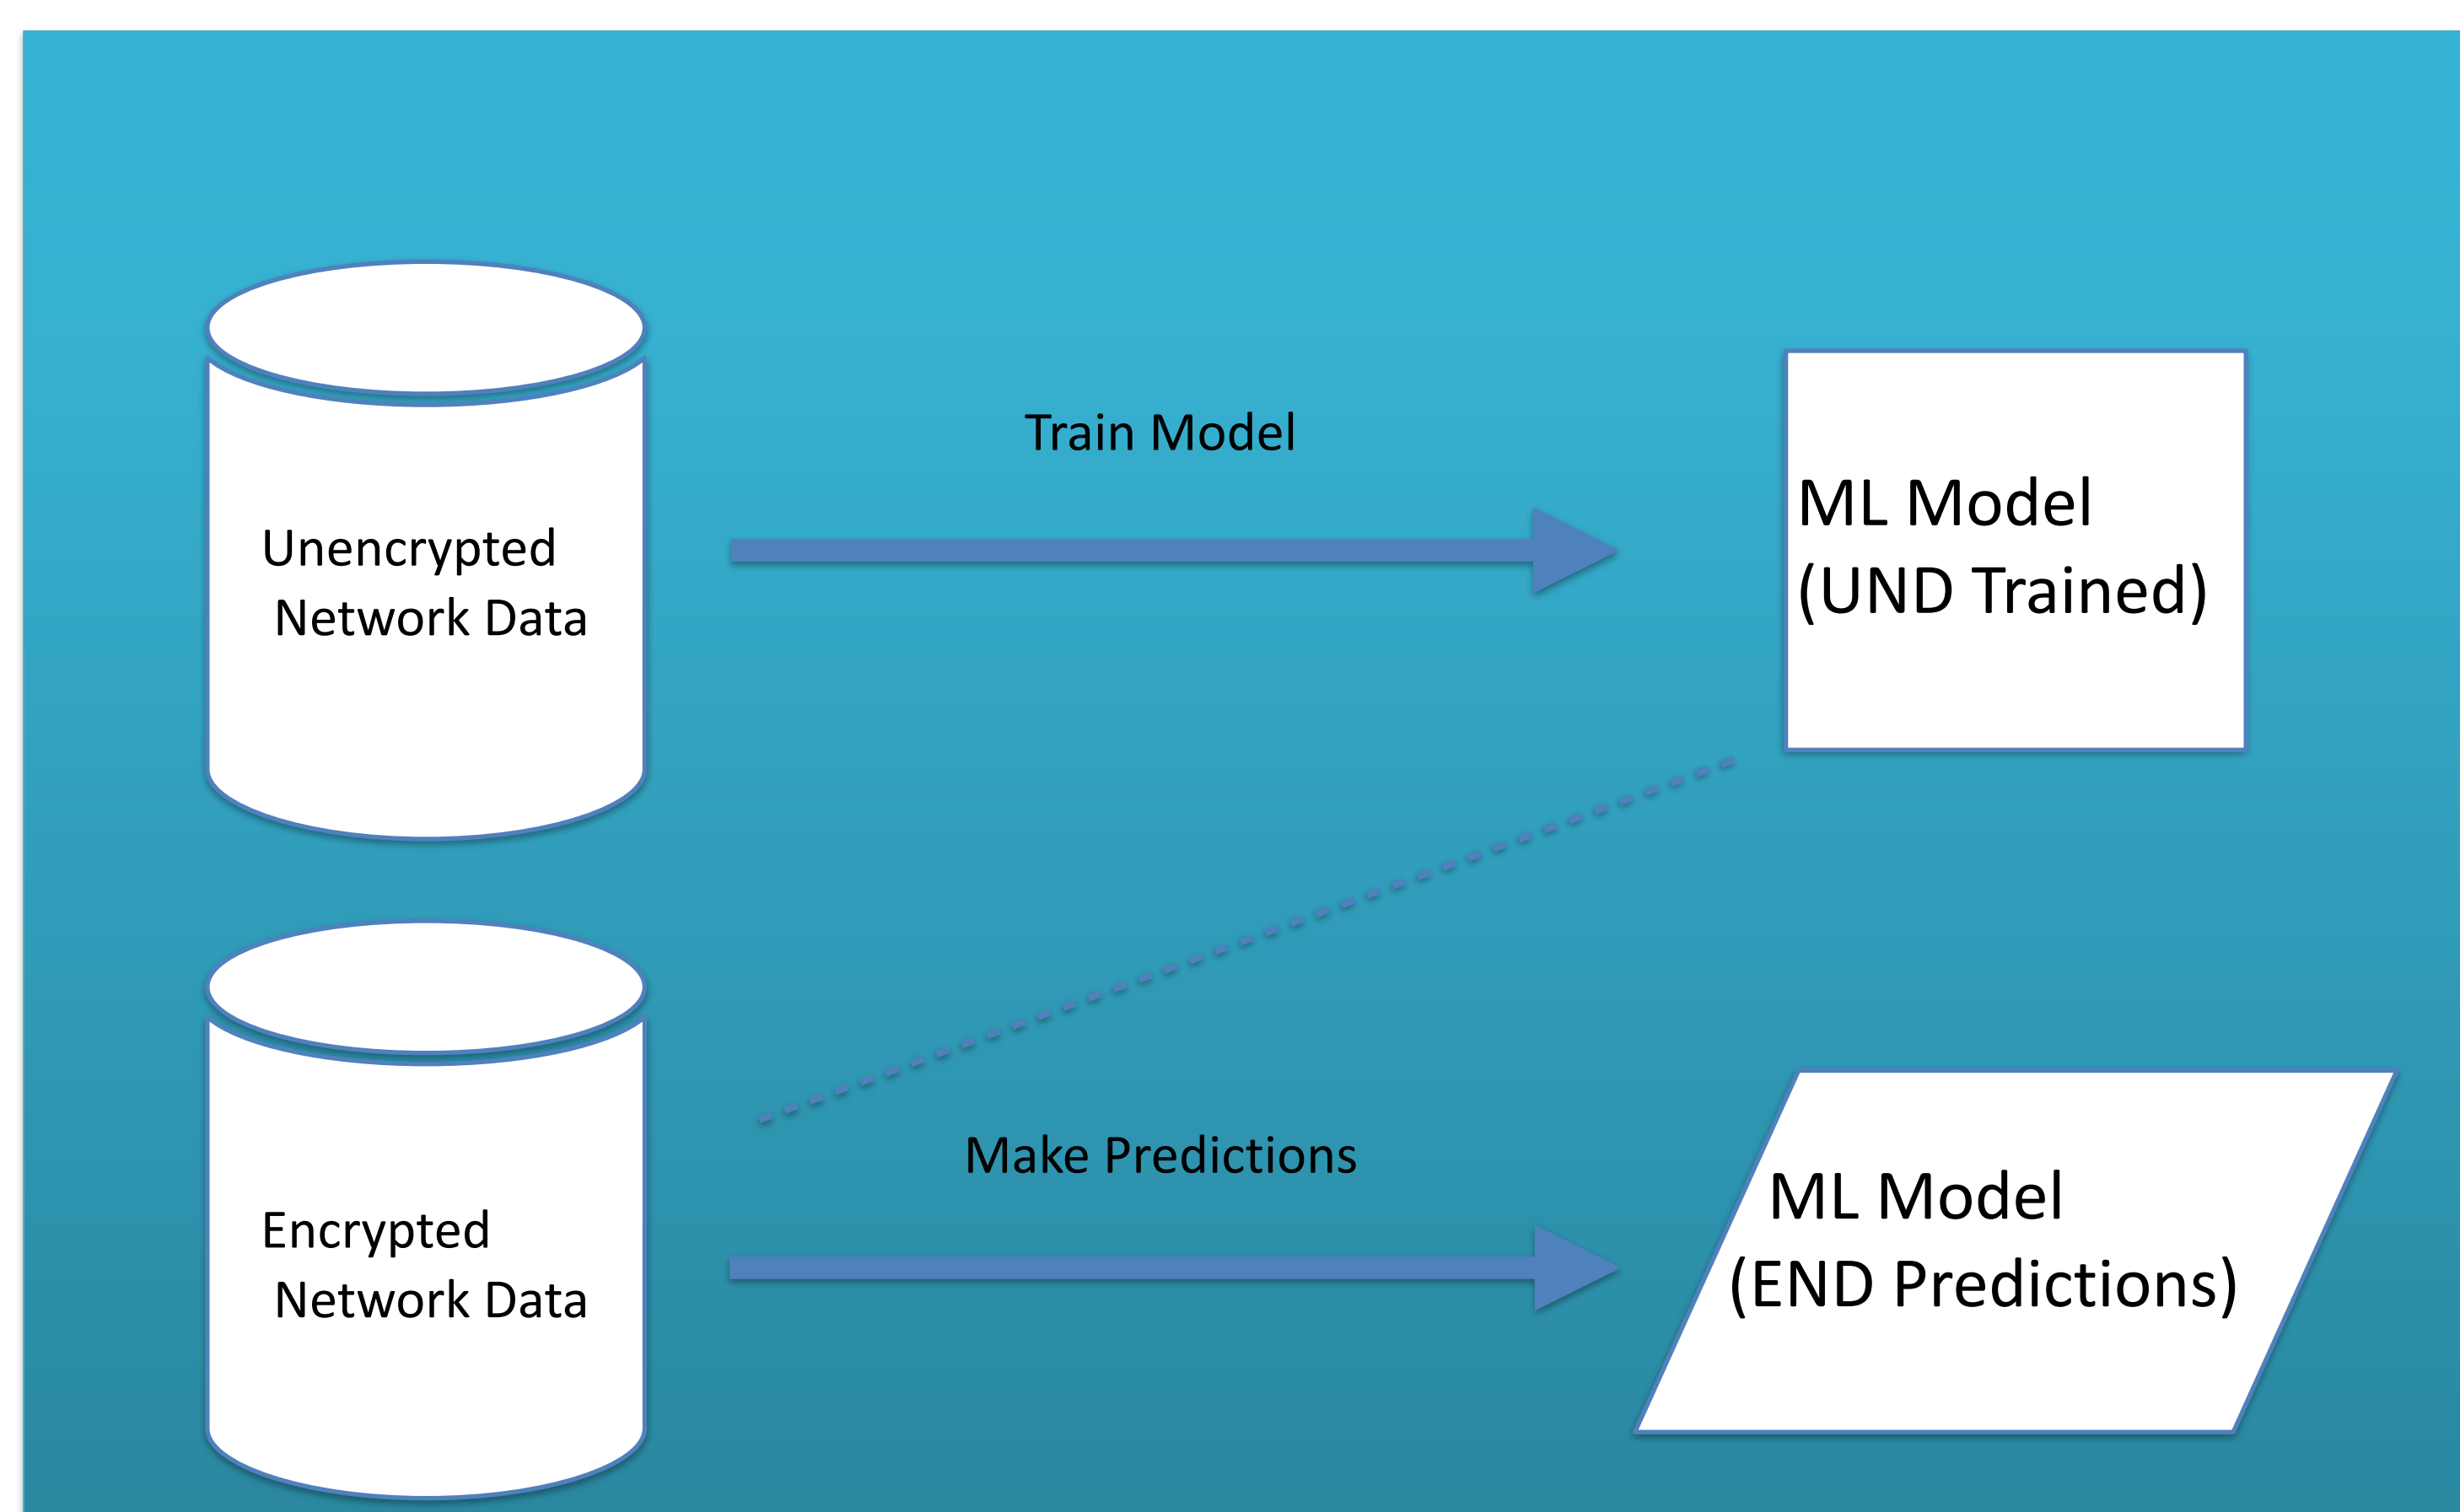 Unencrypted
Network Data
Train Model
ML Model
(UND Trained)
Encrypted
Network Data
Make Predictions
ML Model
(END Predictions)